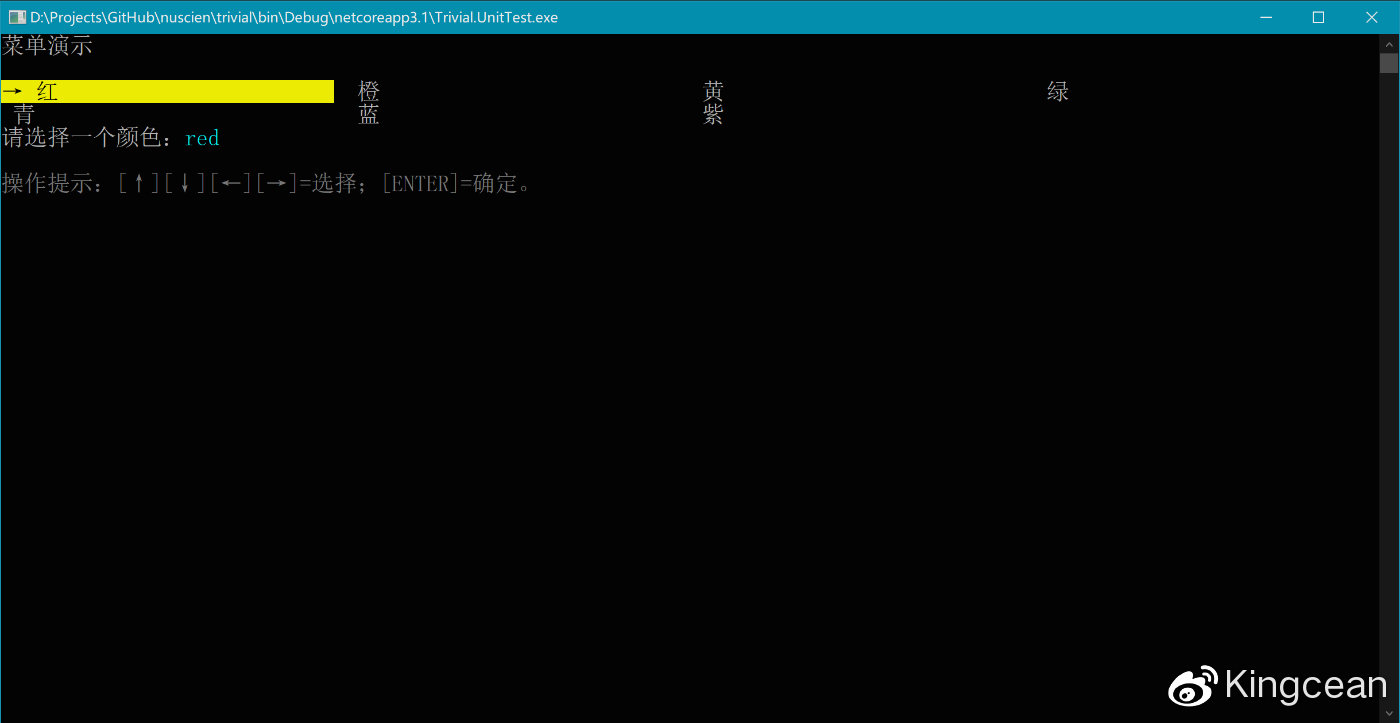 D:\Projects\GitHub\nuscien\trivial\bin\Debug\netcoreapp3.1\Trivial.UnitTest.exe
菜单演示
→ 红 橙 黄 绿
青 蓝 紫
请选择一个颜色：red
操作提示：[↑][↓][←][→]=选择；[ENTER]=确定。
Kingcean